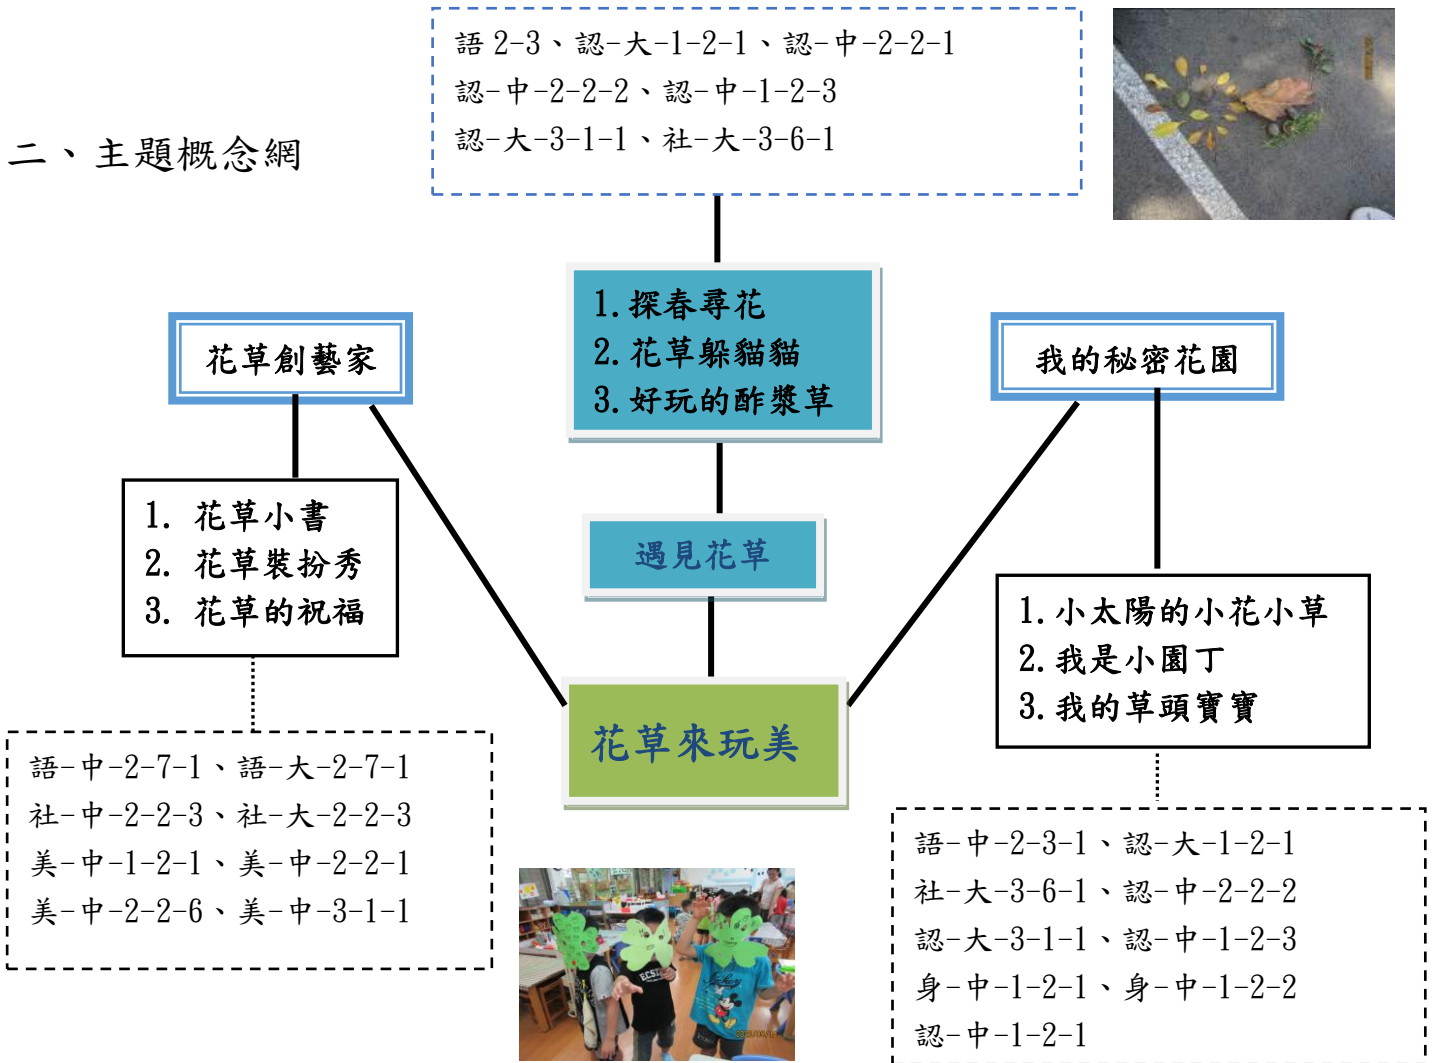 語 2-3、認-大-1-2-1、認-中-2-2-1
認-中-2-2-2、認-中-1-2-3
認-大-3-1-1、社-大-3-6-1
二、主題概念網
花草創藝家
1.探春尋花
2.花草躲貓貓
3.好玩的酢漿草
我的秘密花園
1. 花草小書
2. 花草裝扮秀
3. 花草的祝福
遇見花草
1.小太陽的小花小草
2.我是小園丁
3.我的草頭寶寶
花草來玩美
語-中-2-7-1、語-大-2-7-1
社-中-2-2-3、社-大-2-2-3
美-中-1-2-1、美-中-2-2-1
美-中-2-2-6、美-中-3-1-1
語-中-2-3-1、認-大-1-2-1
社-大-3-6-1、認-中-2-2-2
認-大-3-1-1、認-中-1-2-3
身-中-1-2-1、身-中-1-2-2
認-中-1-2-1